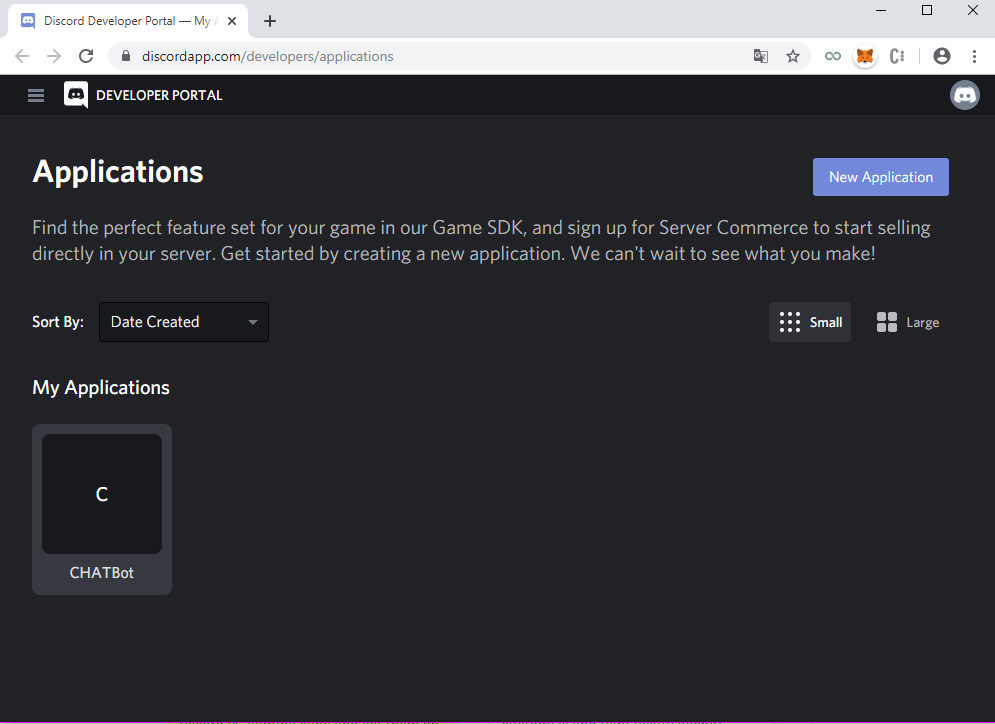 Discord Developer Portal — My A
discordapp.com/developers/applications
DEVELOPER PORTAL
Applications
New Application
Find the perfect feature set for your game in our Game SDK, and sign up for Server Commerce to start selling
directly in your server. Get started by creating a new application. We can't wait to see what you make!
Sort By: Date Created Small Large
My Applications
C
CHATBot